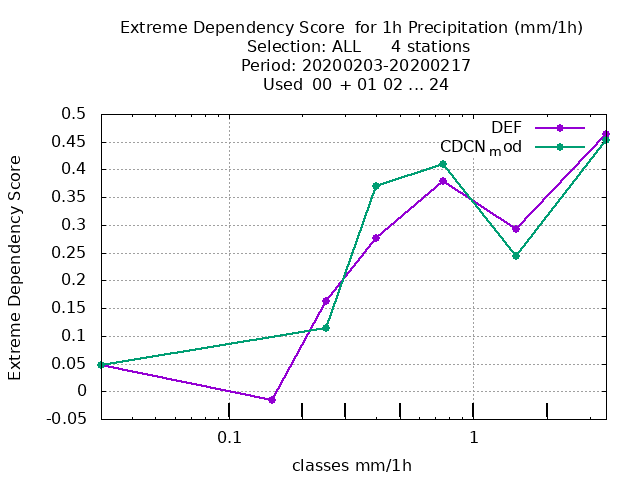 Extreme Dependency Score  for 1h Precipitation (mm/1h)
Selection: ALL      4 stations
Period: 20200203-20200217
Used  00 + 01 02 ... 24
DEF
CDCN_mod
0.5
0.45
0.4
0.35
0.3
0.25
0.2
0.15
0.1
0.05
0
-0.05
Extreme Dependency Score
0.1
1
classes mm/1h